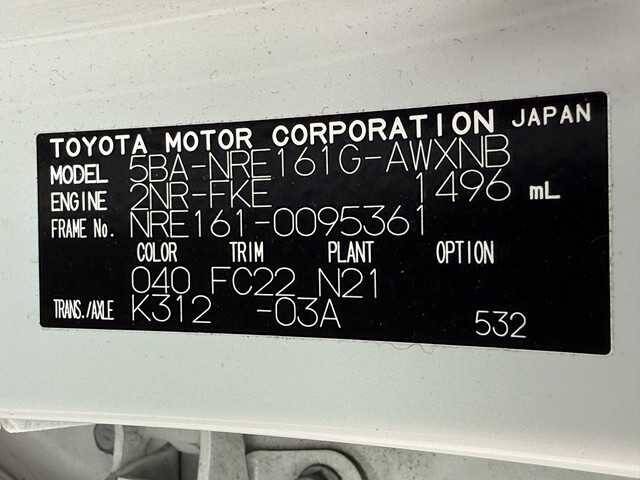 TOYOTA MOTOR CORPORATION JAPAN
MODEL 5BA-NRE161G-AWXNB
ENGINE 2NR-FKE 1496 mL
FRAME No. NRE161-0095361
COLOR TRIM PLANT OPTION
040 FC22 N21
TRANS./AXLE K312 -03A 532